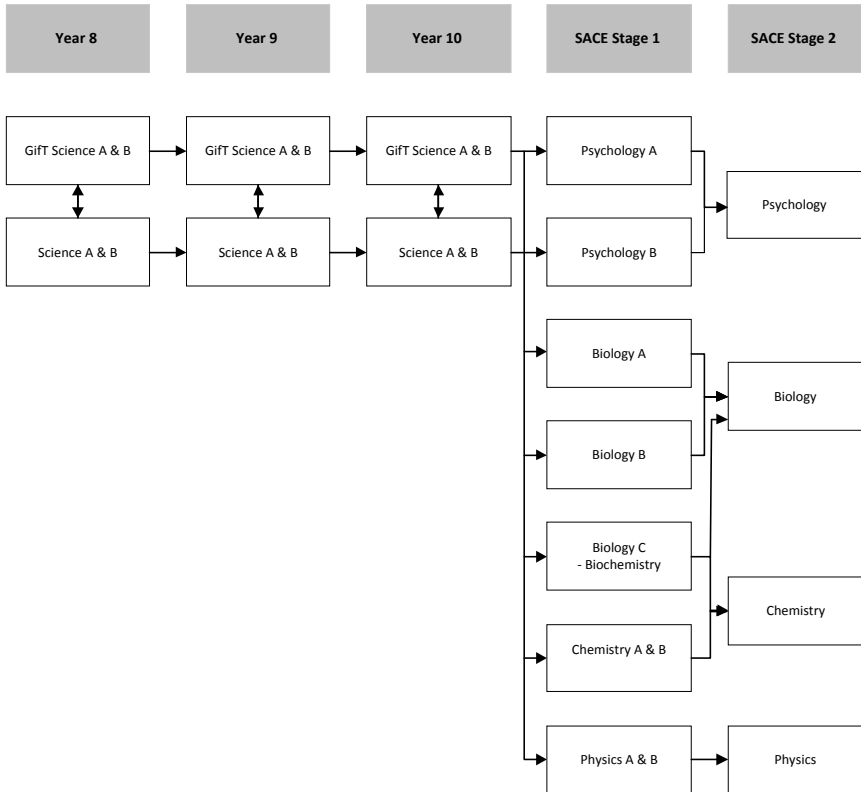 Year 8
Year 9
Year 10
SACE Stage 1
SACE Stage 2
GifT Science A & B
GifT Science A & B
GifT Science A & B
Psychology A
Psychology
Science A & B
Science A & B
Science A & B
Psychology B
Biology A
Biology
Biology B
Biology C
- Biochemistry
Chemistry
Chemistry A & B
Physics A & B
Physics